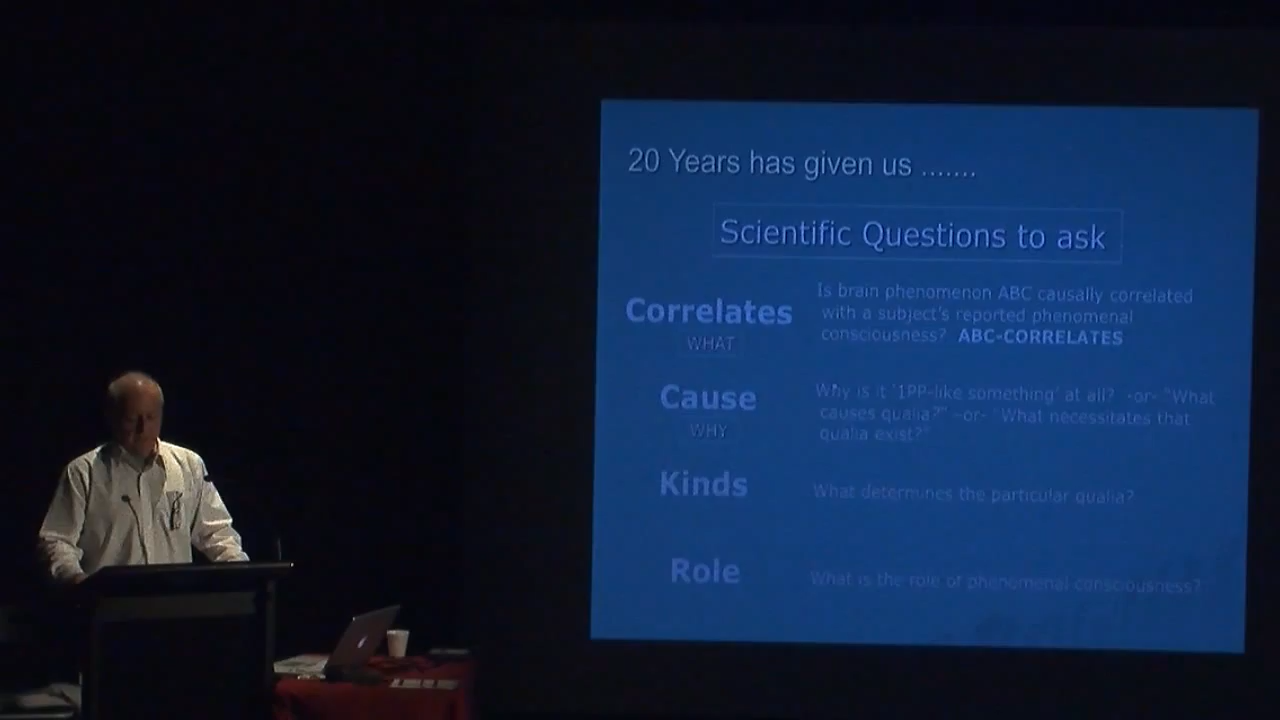 20 Years has given us .......
Scientific Questions to ask
Correlates
WHAT
Is brain phenomenon ABC causally correlated
with a subject's reported phenomenal
consciousness? ABC-CORRELATES
Cause
WHY
Why is it '1PP-like something' at all? -or- "What
causes qualia?" -or- "What necessitates that
qualia exist?"
Kinds
What determines the particular qualia?
Role
What is the role of phenomenal consciousness?